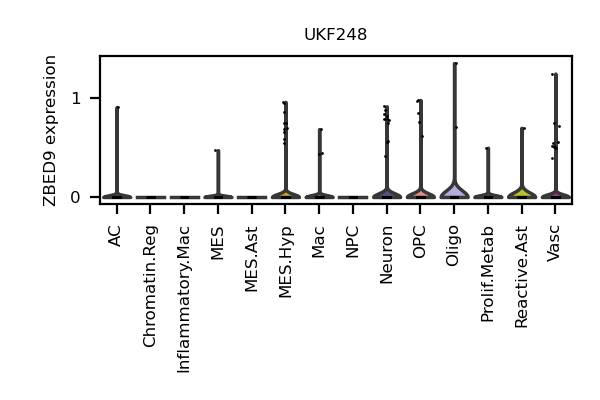 UKF248
ZBED9 expression
1
0
AC
Chromatin.Reg
Inflammatory.Mac
MES
MES.Ast
MES.Hyp
Mac
NPC
Neuron
OPC
Oligo
Prolif.Metab
Reactive.Ast
Vasc